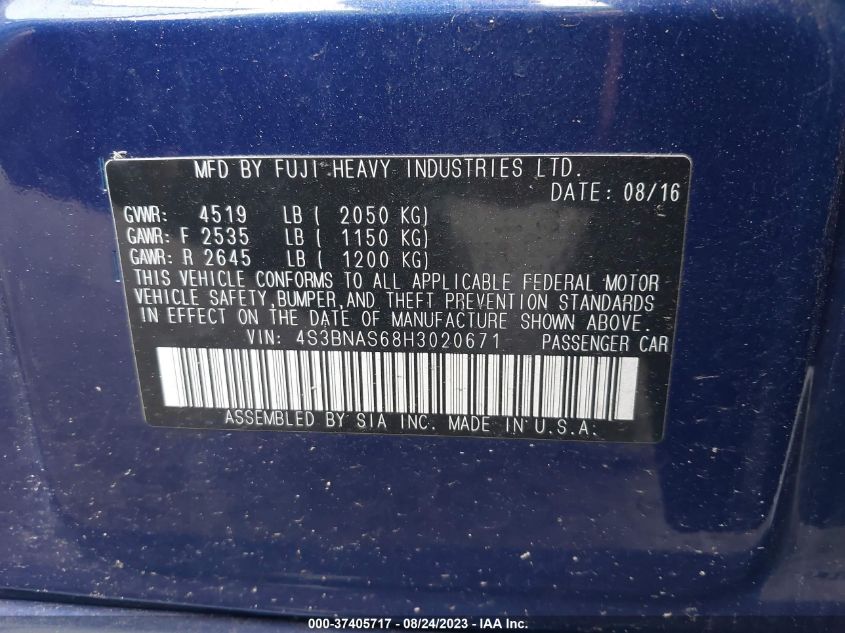 MFD BY FUJI HEAVY INDUSTRIES LTD.
DATE: 08/16
GVWR: 4519 LB ( 2050 KG)
GAWR: F 2535 LB ( 1150 KG)
GAWR: R 2645 LB ( 1200 KG)
THIS VEHICLE CONFORMS TO ALL APPLICABLE FEDERAL MOTOR
VEHICLE SAFETY, BUMPER, AND THEFT PREVENTION STANDARDS
IN EFFECT ON THE DATE OF MANUFACTURE SHOWN ABOVE.
VIN: 4S3BNAS68H3020671 PASSENGER CAR
ASSEMBLED BY SIA INC. MADE IN U.S.A.
000-37405717 - 08/24/2023 - IAA Inc.